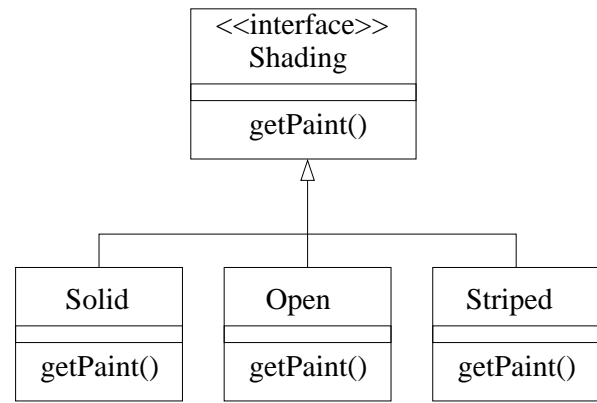 <<interface>>
Shading
getPaint()
Solid
Open
Striped
getPaint()
getPaint()
getPaint()